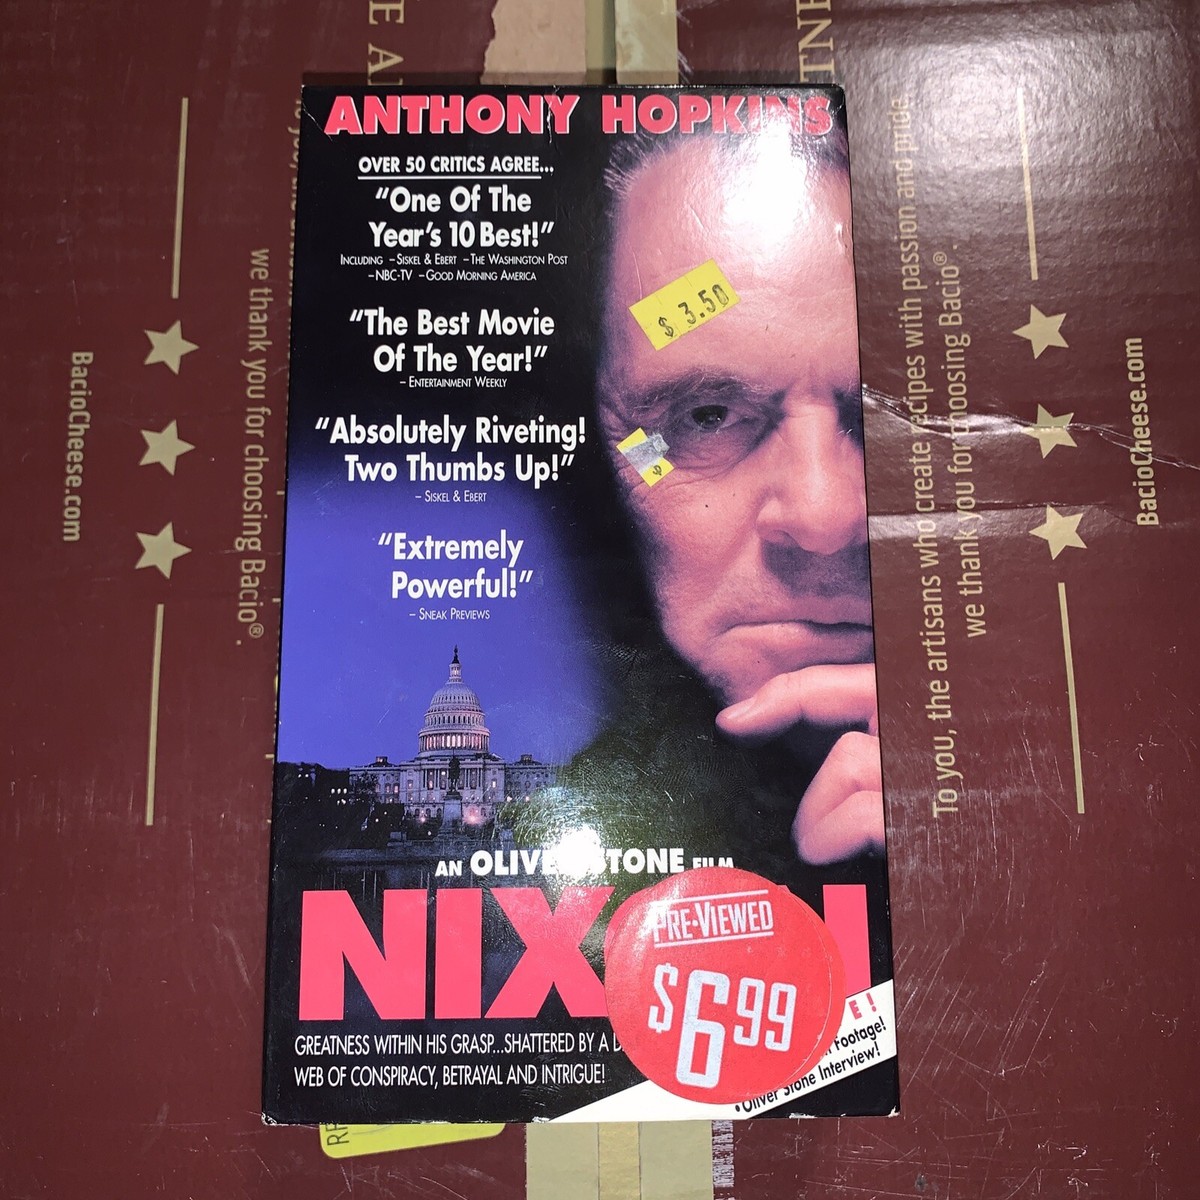 ANTHONY HOPKINS
OVER 50 CRITICS AGREE...
"One Of The
Year's 10 Best!"
INCLUDING – SISKEL & EBERT – THE WASHINGTON POST
– NBC-TV – GOOD MORNING AMERICA
"The Best Movie
Of The Year!"
– ENTERTAINMENT WEEKLY
"Absolutely Riveting!
Two Thumbs Up!"
– SISKEL & EBERT
"Extremely
Powerful!"
– SNEAK PREVIEWS
$ 3.50
$
AN OLIVER STONE FILM
NIXON
PRE-VIEWED
$6.99
GREATNESS WITHIN HIS GRASP...SHATTERED BY A
WEB OF CONSPIRACY, BETRAYAL AND INTRIGUE!
E!
Footage!
•Oliver Stone Interview!
BacioCheese.com
we thank you for choosing Bacio®.
To you, the artisans who create recipes with passion and pride,
we thank you for choosing Bacio®.
BacioCheese.com